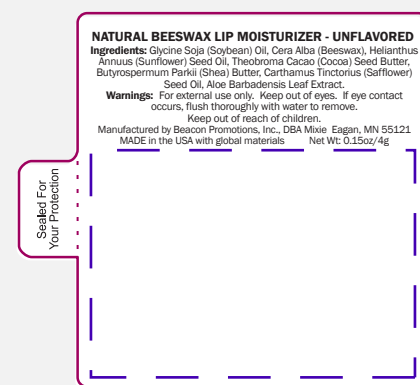 NATURAL BEESWAX LIP MOISTURIZER - UNFLAVORED
Ingredients: Glycine Soja (Soybean) Oil, Cera Alba (Beeswax), Helianthus
Annuus (Sunflower) Seed Oil, Theobroma Cacao (Cocoa) Seed Butter,
Butyrospermum Parkii (Shea) Butter, Carthamus Tinctorius (Safflower)
Seed Oil, Aloe Barbadensis Leaf Extract.
Warnings: For external use only. Keep out of eyes. If eye contact
occurs, flush thoroughly with water to remove.
Keep out of reach of children.
Manufactured by Beacon Promotions, Inc., DBA Mixie Eagan, MN 55121
MADE in the USA with global materials Net Wt: 0.15oz/4g
Sealed For
Your Protection